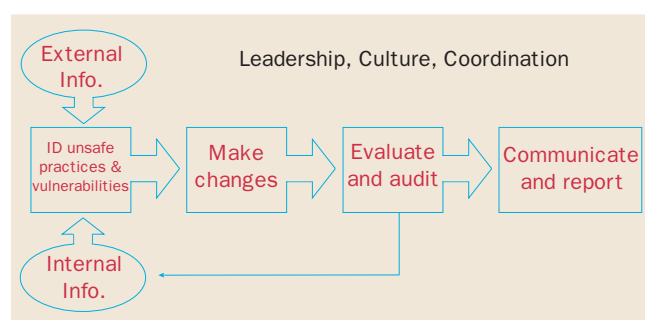 External
Info.
Leadership, Culture, Coordination
ID unsafe
practices &
vulnerabilities
Make
changes
Evaluate
and audit
Communicate
and report
Internal
Info.